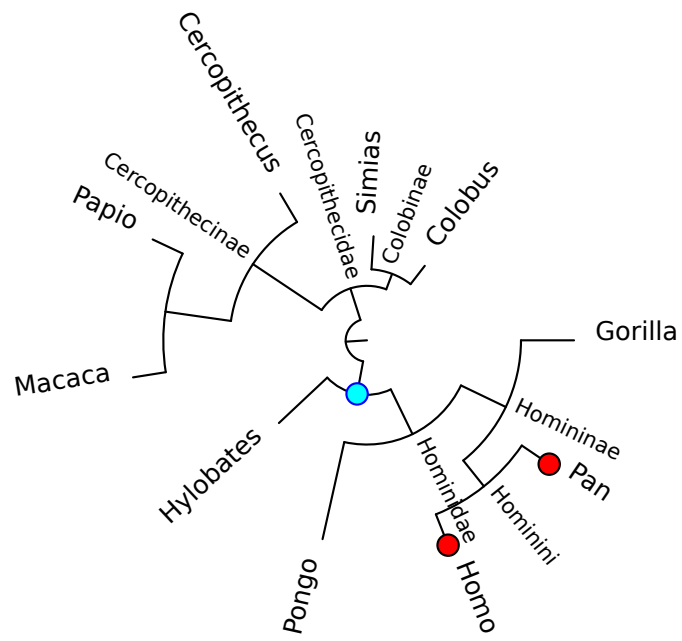 Cercopithecus
Cercopithecidae
Simias
Colobinae
Colobus
Cercopithecinae
Papio
Macaca
Gorilla
Homininae
Pan
Hominini
Hominidae
Homo
Hylobates
Pongo